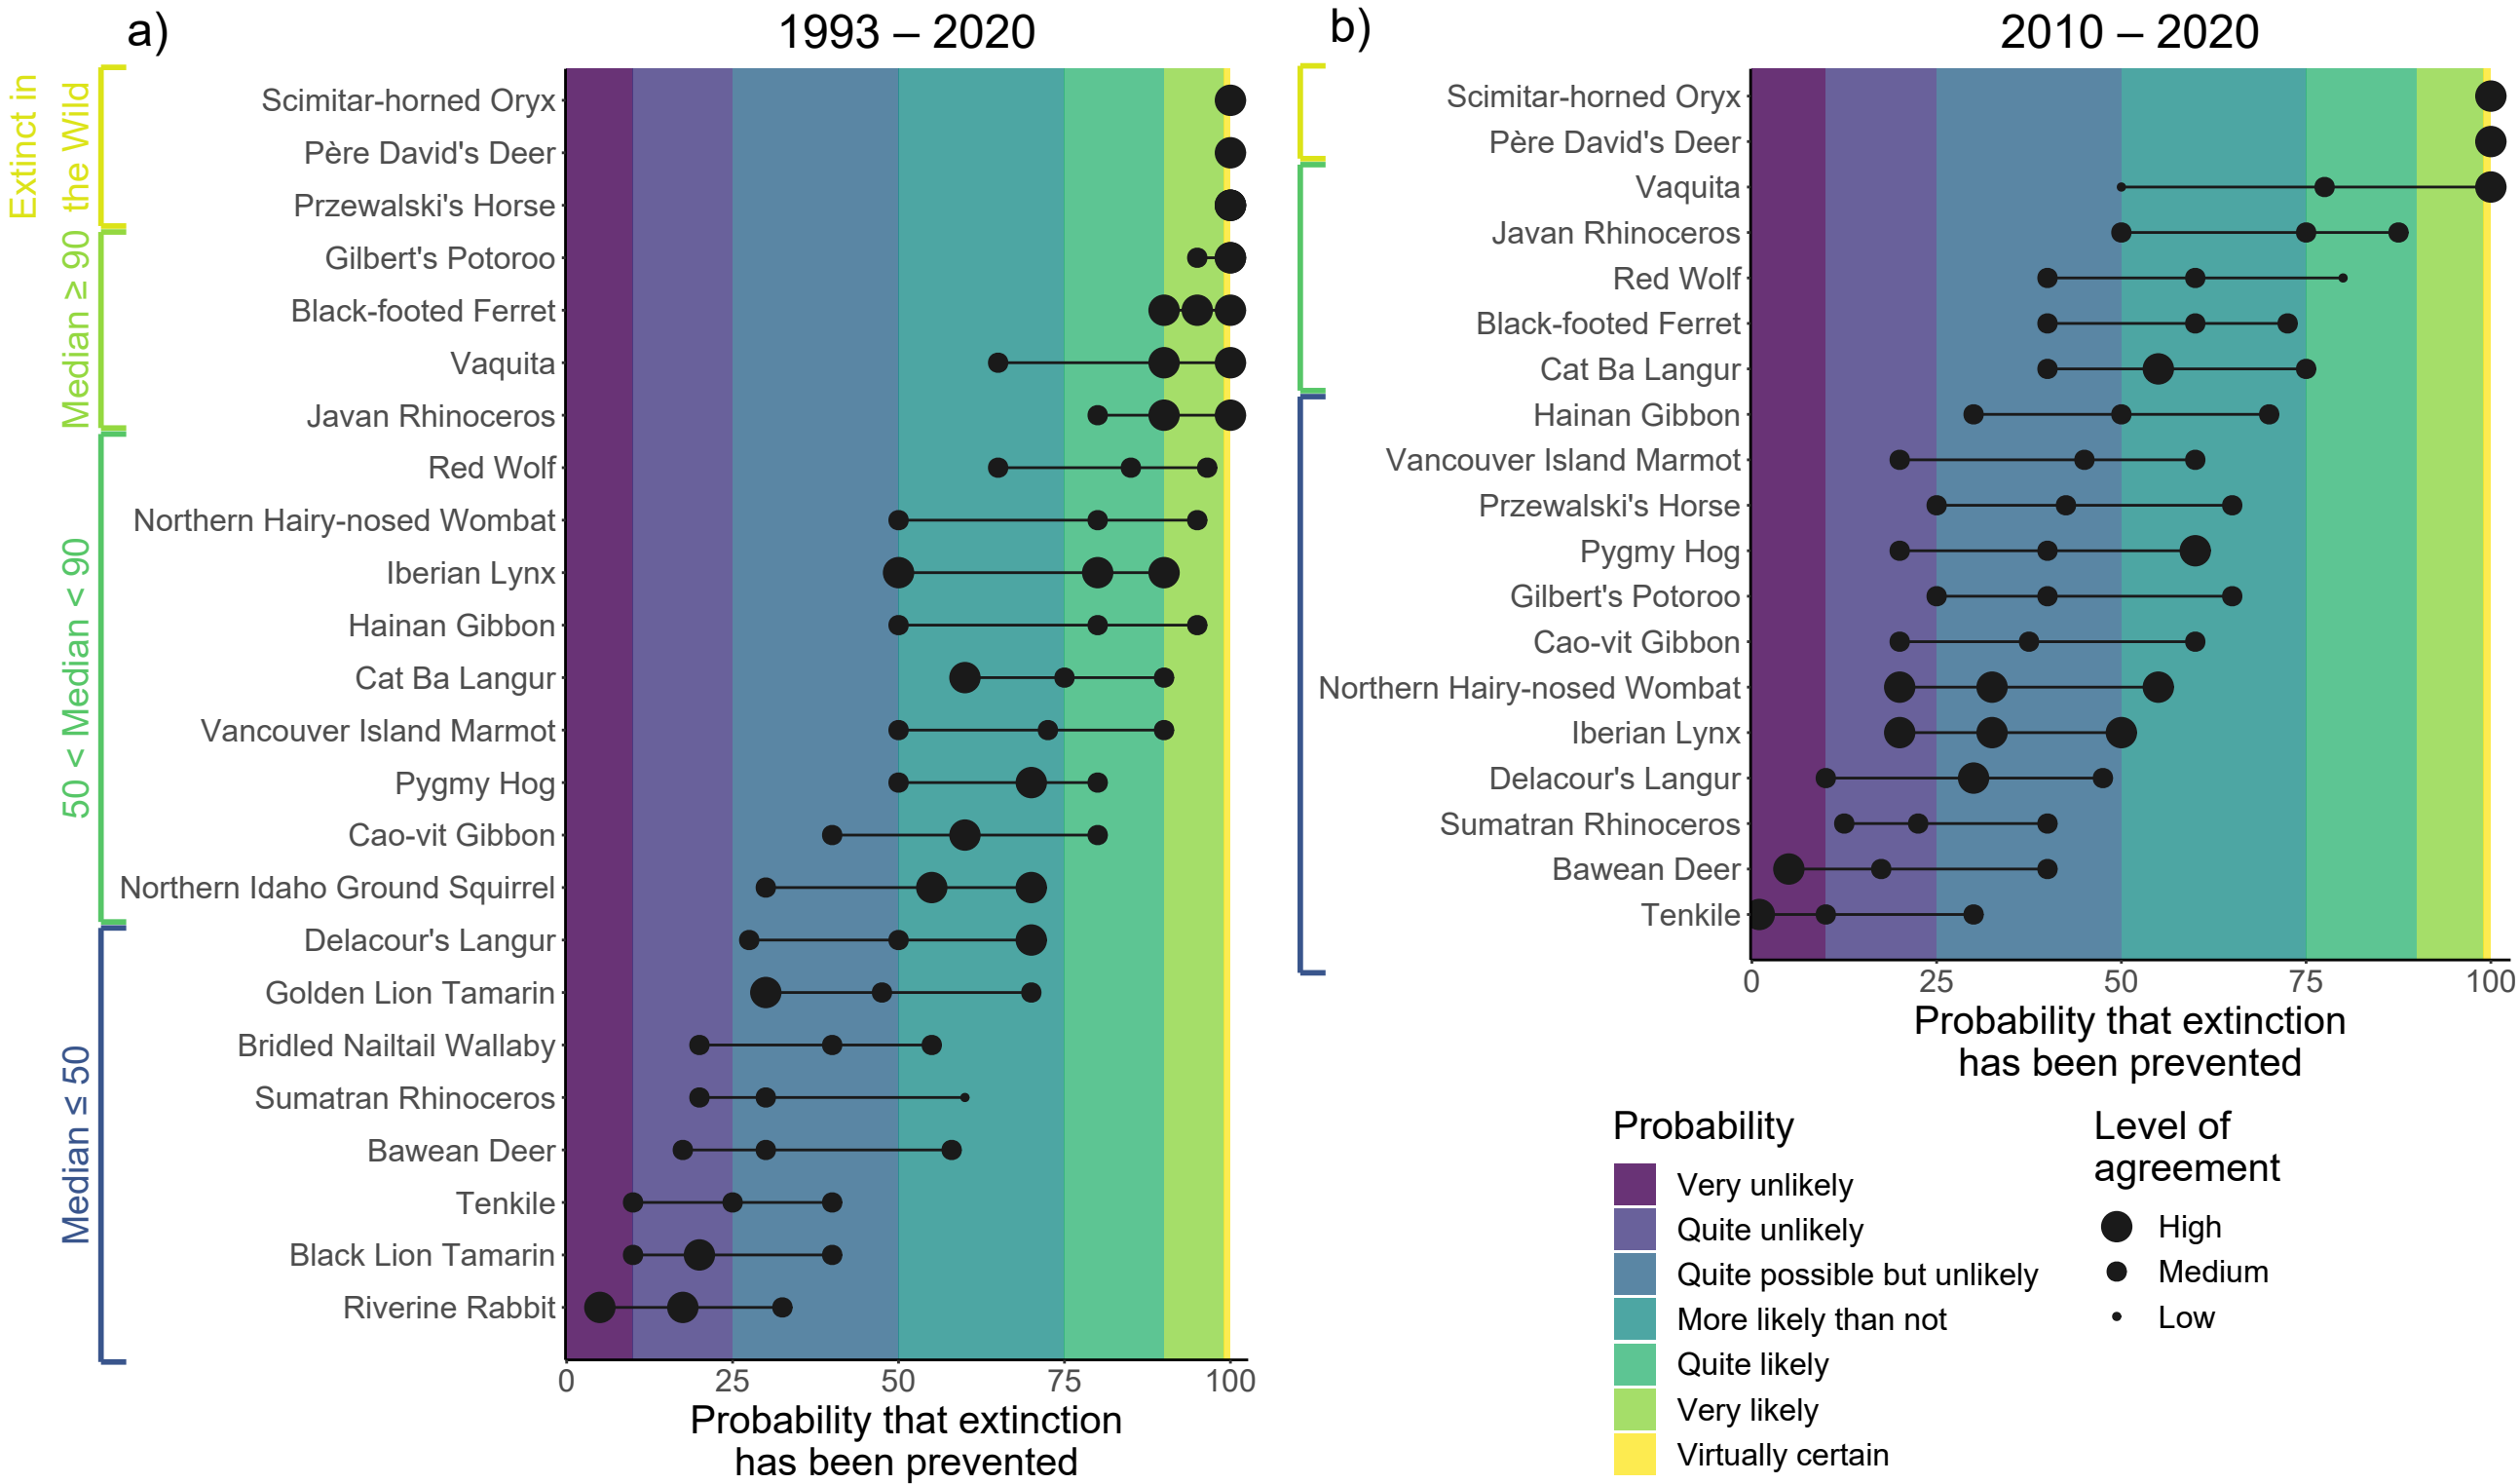 a)
1993 – 2020
Extinct in
the Wild
Median ≥ 90
50 < Median < 90
Median ≤ 50
Scimitar-horned Oryx
Père David's Deer
Przewalski's Horse
Gilbert's Potoroo
Black-footed Ferret
Vaquita
Javan Rhinoceros
Red Wolf
Northern Hairy-nosed Wombat
Iberian Lynx
Hainan Gibbon
Cat Ba Langur
Vancouver Island Marmot
Pygmy Hog
Cao-vit Gibbon
Northern Idaho Ground Squirrel
Delacour's Langur
Golden Lion Tamarin
Bridled Nailtail Wallaby
Sumatran Rhinoceros
Bawean Deer
Tenkile
Black Lion Tamarin
Riverine Rabbit
0 25 50 75 100
Probability that extinction
has been prevented
b)
2010 – 2020
Scimitar-horned Oryx
Père David's Deer
Vaquita
Javan Rhinoceros
Red Wolf
Black-footed Ferret
Cat Ba Langur
Hainan Gibbon
Vancouver Island Marmot
Przewalski's Horse
Pygmy Hog
Gilbert's Potoroo
Cao-vit Gibbon
Northern Hairy-nosed Wombat
Iberian Lynx
Delacour's Langur
Sumatran Rhinoceros
Bawean Deer
Tenkile
0 25 50 75 100
Probability that extinction
has been prevented
Probability
Very unlikely
Quite unlikely
Quite possible but unlikely
More likely than not
Quite likely
Very likely
Virtually certain
Level of
agreement
High
Medium
Low